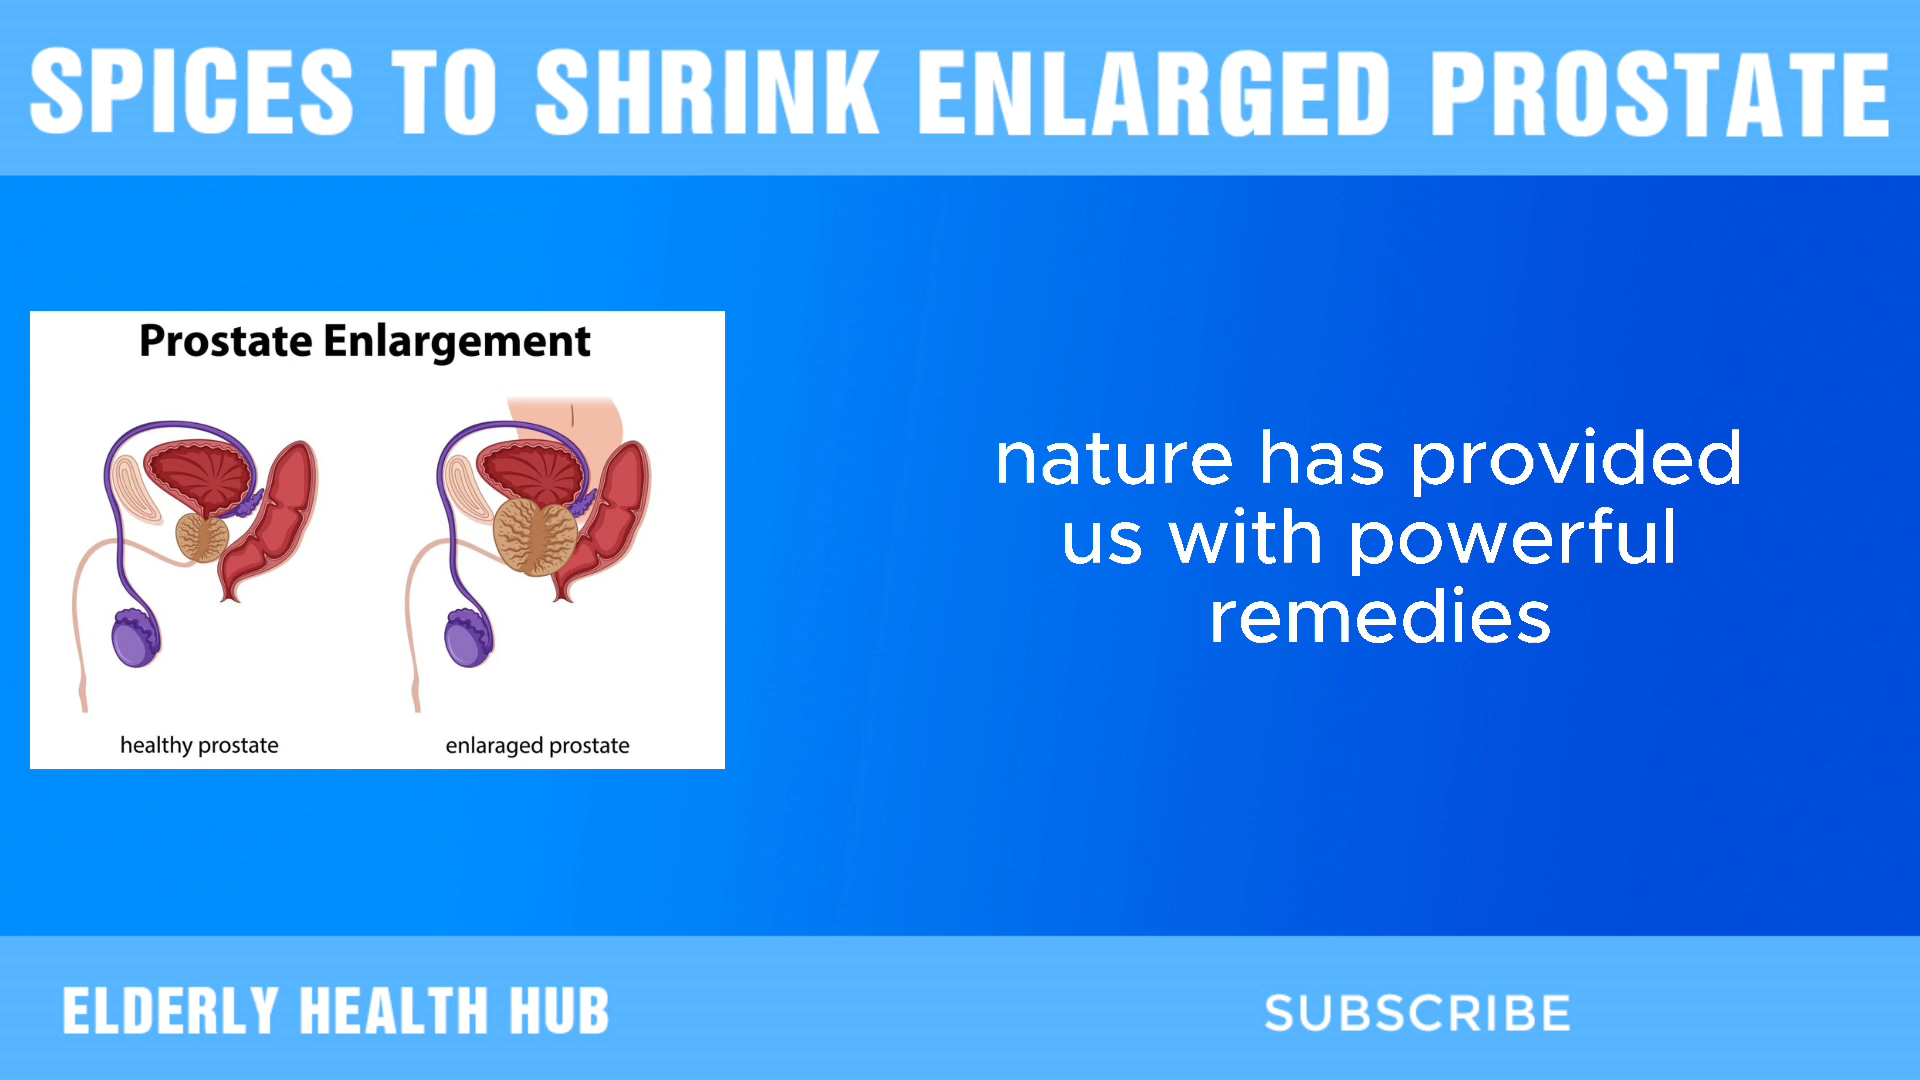 SPICES TO SHRINK ENLARGED PROSTATE
Prostate Enlargement
healthy prostate
enlaraged prostate
nature has provided
us with powerful
remedies
ELDERLY HEALTH HUB
SUBSCRIBE